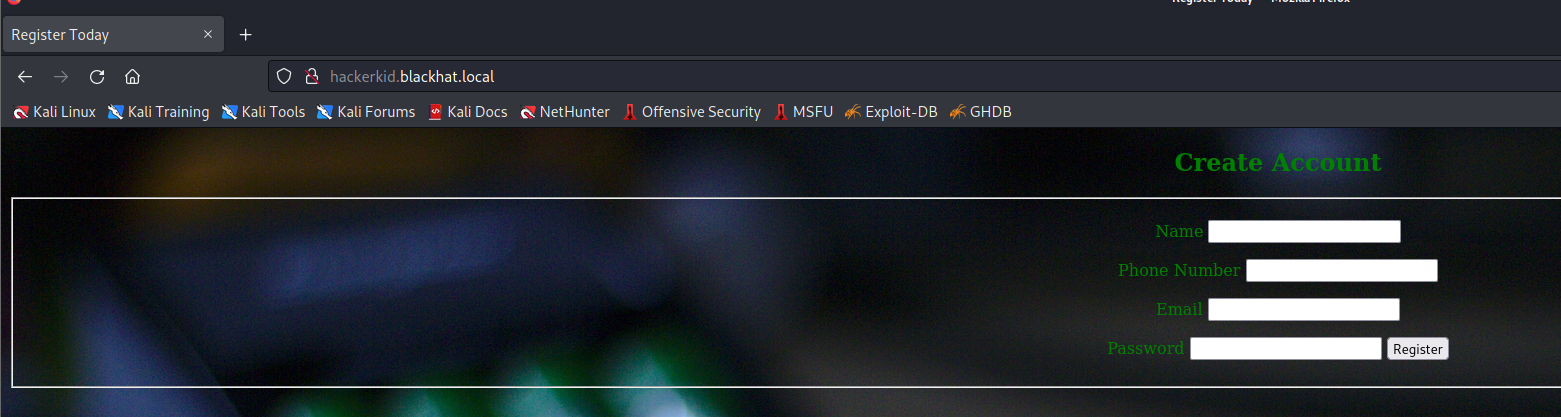 Register Today — Mozilla Firefox
Register Today
hackerkid.blackhat.local
Kali Linux Kali Training Kali Tools Kali Forums Kali Docs NetHunter Offensive Security MSFU Exploit-DB GHDB
Create Account
Name
Phone Number
Email
Password Register